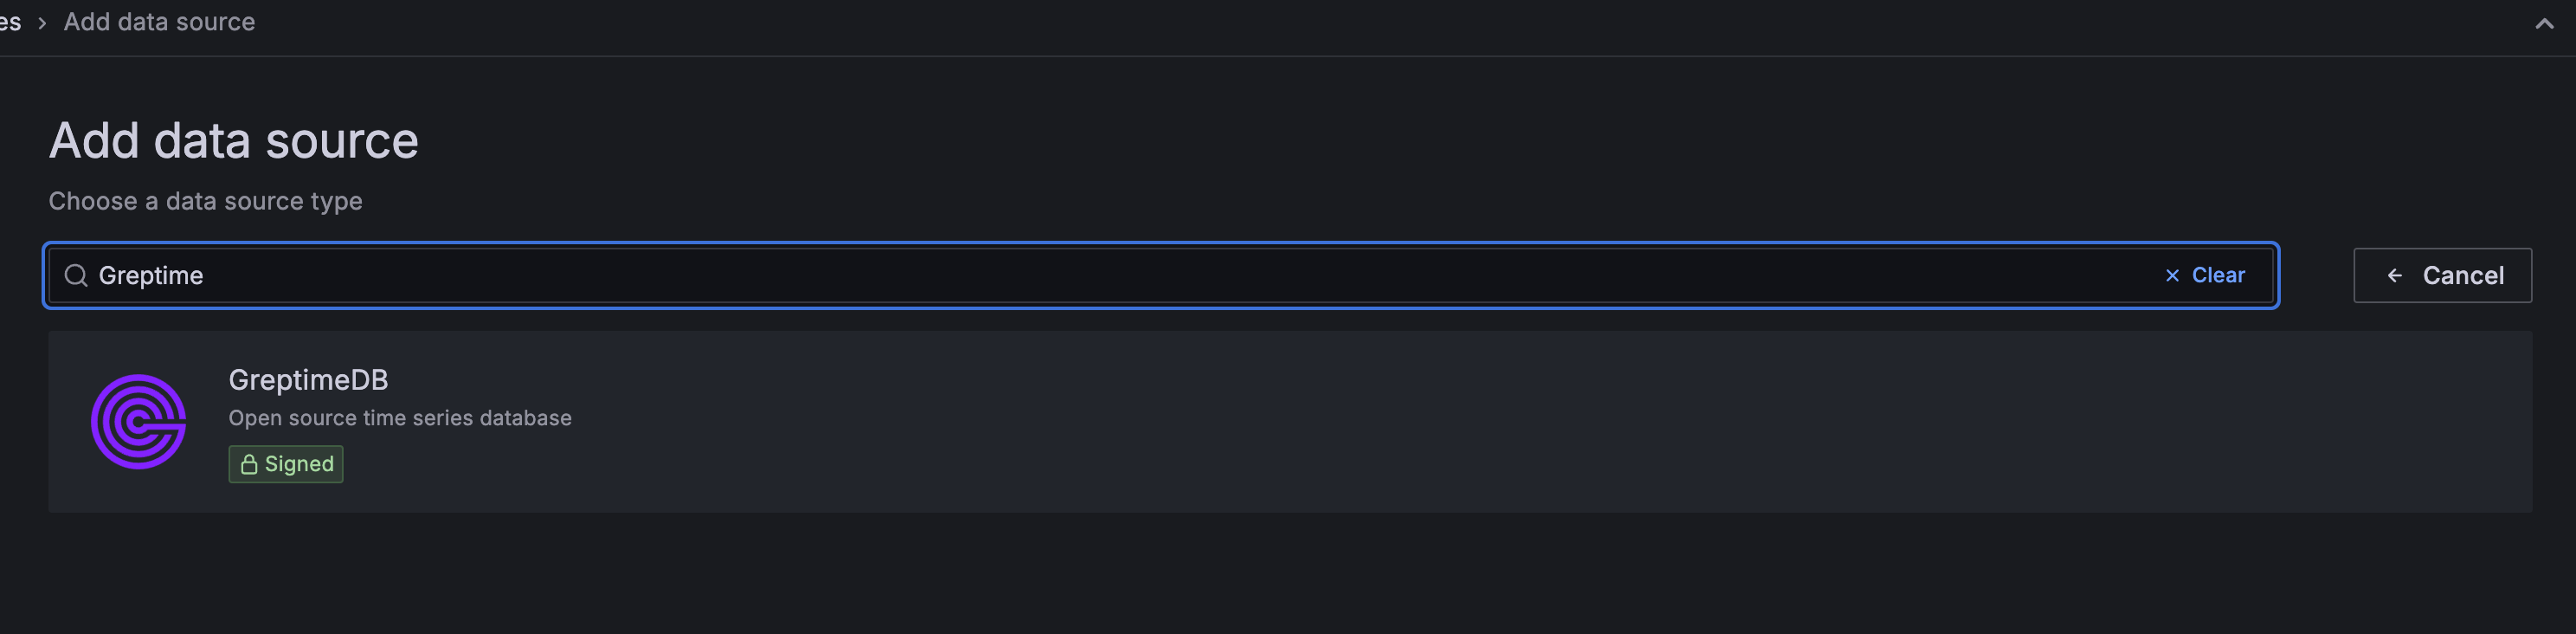 es › Add data source
Add data source
Choose a data source type
Greptime
Clear
Cancel
GreptimeDB
Open source time series database
Signed